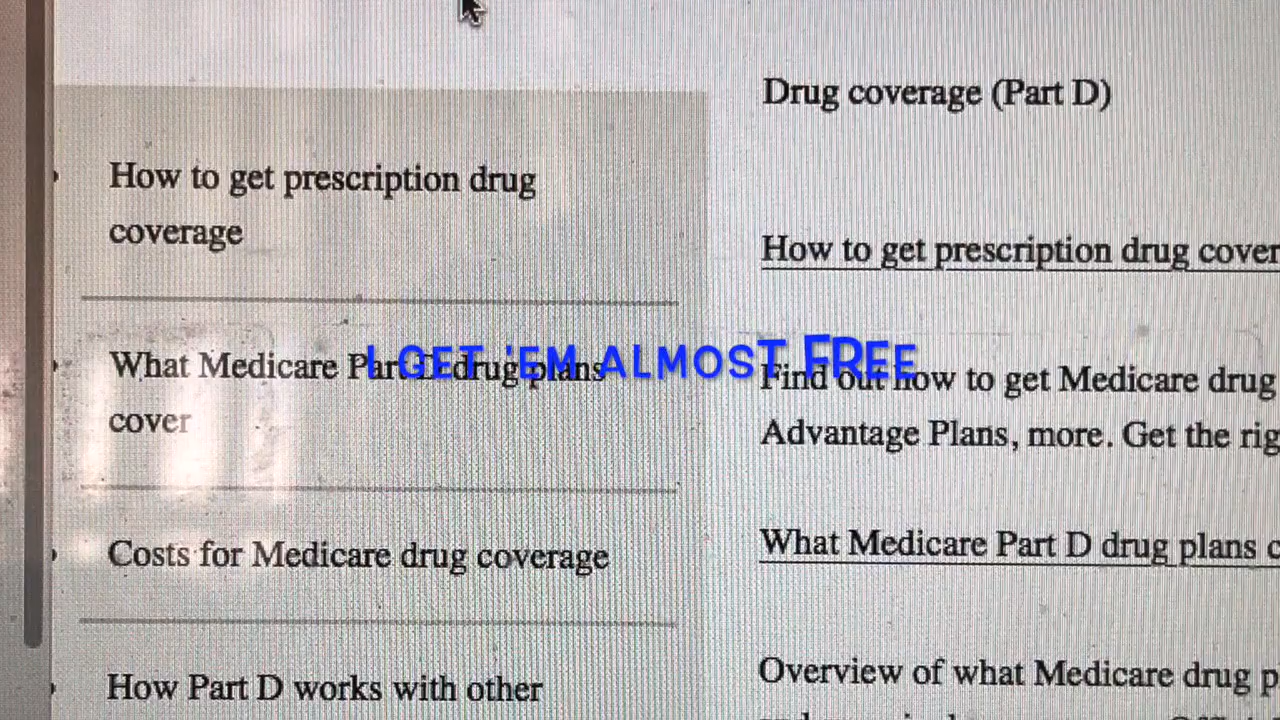 How to get prescription drug
coverage
What Medicare Part D drug plans
cover
Costs for Medicare drug coverage
How Part D works with other
Drug coverage (Part D)
How to get prescription drug cover
Find out how to get Medicare drug
Advantage Plans, more. Get the rig
What Medicare Part D drug plans c
Overview of what Medicare drug p
I GET 'EM ALMOST FREE